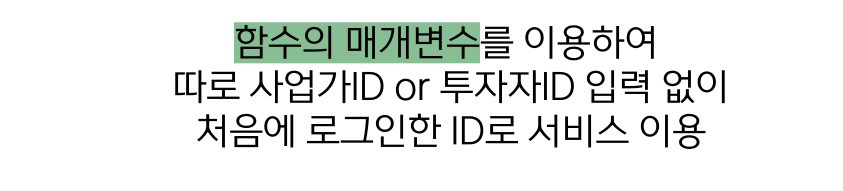 함수의 매개변수를 이용하여
따로 사업가ID or 투자자ID 입력 없이
처음에 로그인한 ID로 서비스 이용